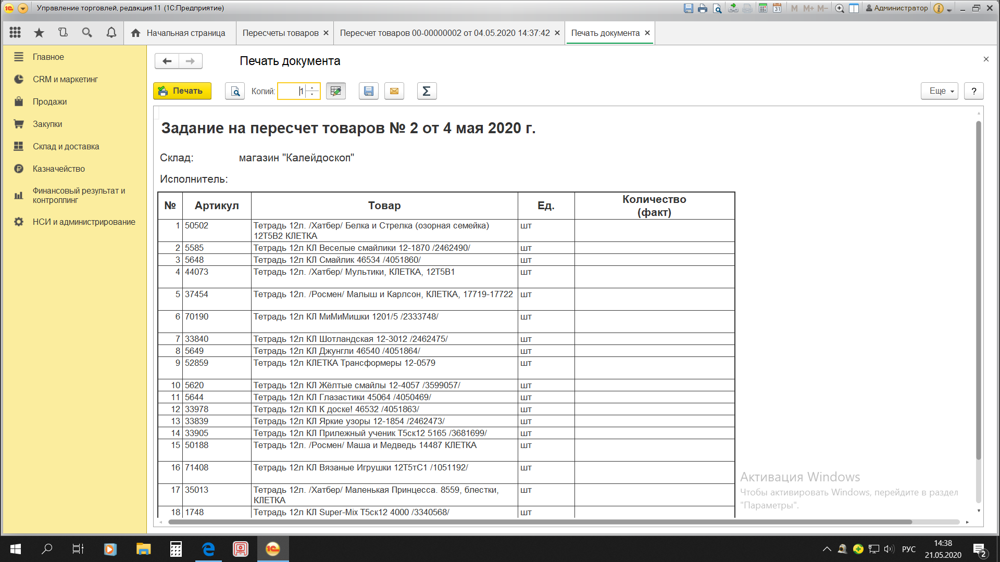 Управление торговлей, редакция 11 (1С:Предприятие)
M M+ M- Администратор
Начальная страница
Пересчеты товаров
Пересчет товаров 00-00000002 от 04.05.2020 14:37:42
Печать документа
Главное
CRM и маркетинг
Продажи
Закупки
Склад и доставка
Казначейство
Финансовый результат и
контроллинг
НСИ и администрирование
Печать документа
Печать
Копий: 1
Σ
Еще
?
Задание на пересчет товаров № 2 от 4 мая 2020 г.
Склад: магазин "Калейдоскоп"
Исполнитель:
№ Артикул Товар Ед. Количество
(факт)
1 50502 Тетрадь 12л. /Хатбер/ Белка и Стрелка (озорная семейка) шт
12Т5В2 КЛЕТКА
2 5585 Тетрадь 12л КЛ Веселые смайлики 12-1870 /2462490/ шт
3 5648 Тетрадь 12л КЛ Смайлик 46534 /4051860/ шт
4 44073 Тетрадь 12л. /Хатбер/ Мультики, КЛЕТКА, 12Т5В1 шт
5 37454 Тетрадь 12л. /Росмен/ Малыш и Карлсон, КЛЕТКА, 17719-17722 шт
6 70190 Тетрадь 12л КЛ МиМиМишки 1201/5 /2333748/ шт
7 33840 Тетрадь 12л КЛ Шотландская 12-3012 /2462475/ шт
8 5649 Тетрадь 12л КЛ Джунгли 46540 /4051864/ шт
9 52859 Тетрадь 12л КЛЕТКА Трансформеры 12-0579 шт
10 5620 Тетрадь 12л КЛ Жёлтые смайлы 12-4057 /3599057/ шт
11 5644 Тетрадь 12л КЛ Глазастики 45064 /4050469/ шт
12 33978 Тетрадь 12л КЛ К доске! 46532 /4051863/ шт
13 33839 Тетрадь 12л КЛ Яркие узоры 12-1854 /2462473/ шт
14 33905 Тетрадь 12л КЛ Прилежный ученик Т5ск12 5165 /3681699/ шт
15 50188 Тетрадь 12л. /Росмен/ Маша и Медведь 14487 КЛЕТКА шт
16 71408 Тетрадь 12л КЛ Вязаные Игрушки 12Т5тС1 /1051192/ шт
17 35013 Тетрадь 12л. /Хатбер/ Маленькая Принцесса. 8559, блестки, шт
КЛЕТКА
18 1748 Тетрадь 12л КЛ Super-Mix Т5ск12 4000 /3340568/ шт
Активация Windows
Чтобы активировать Windows, перейдите в раздел
"Параметры".
РУС
14:38
21.05.2020
2